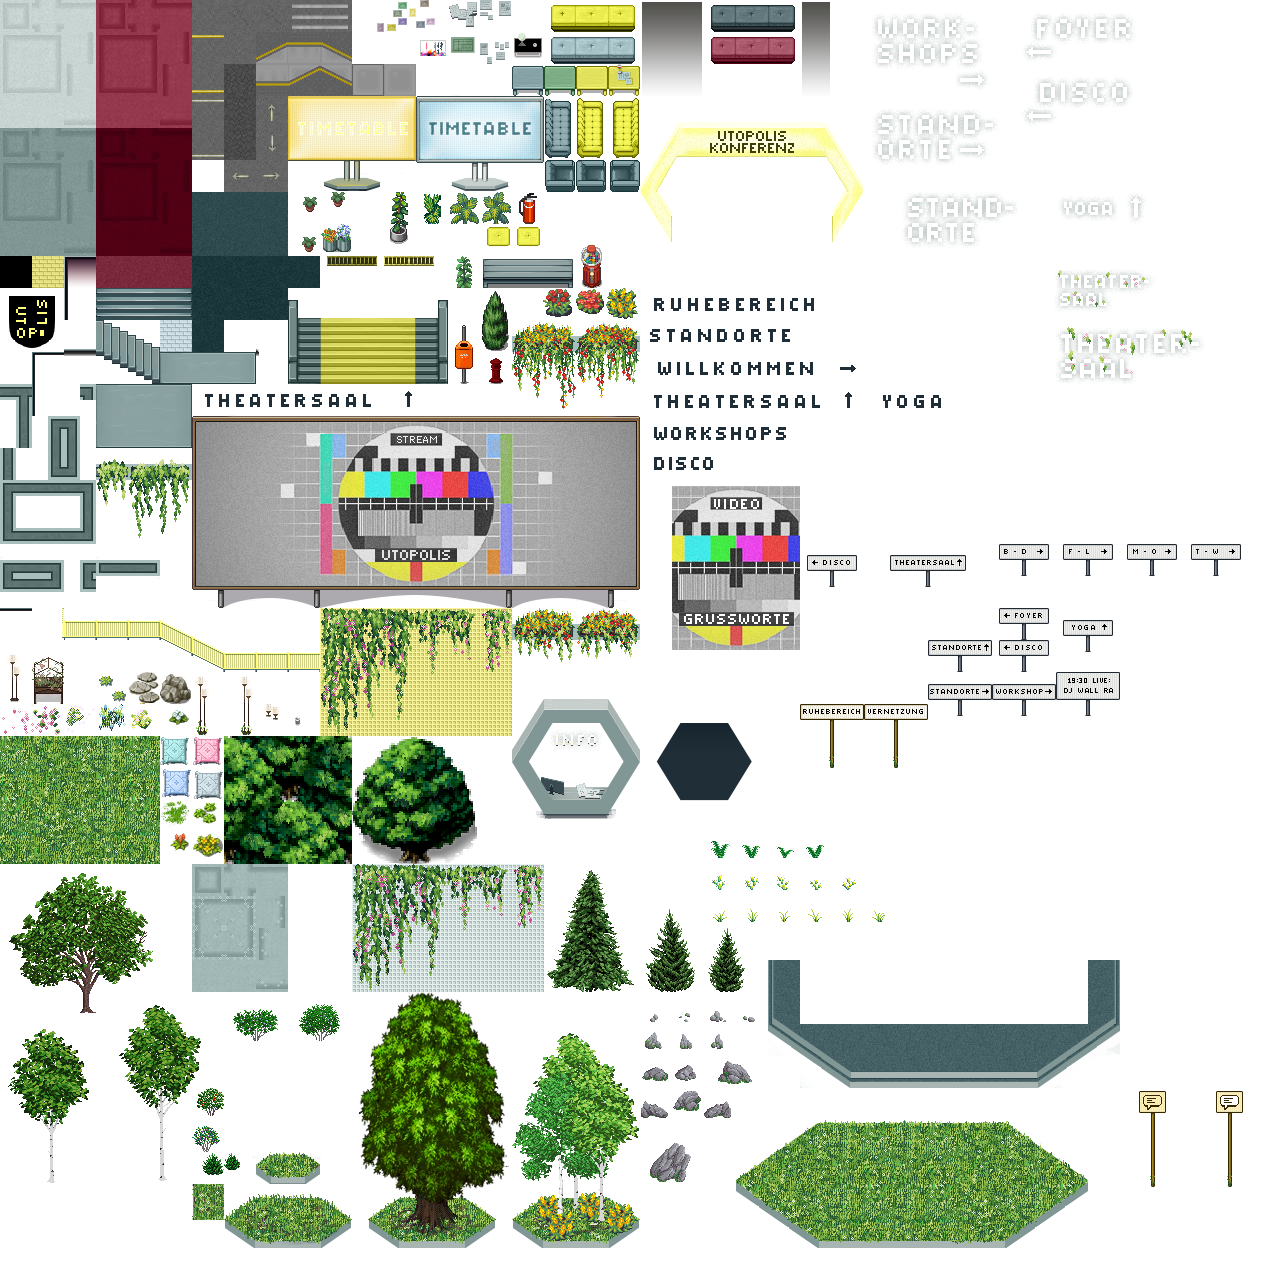 WORK-
SHOPS
→
FOYER
←
DISCO
←
TIMETABLE
TIMETABLE
STAND-
ORTE →
UTOPOLIS
KONFERENZ
STAND-
ORTE
YOGA ↑
THEATER-
SAAL
UTOPOLIS
RUHEBEREICH
STANDORTE
THEATER-
SAAL
WILLKOMMEN →
THEATERSAAL ↑
THEATERSAAL ↑ YOGA
WORKSHOPS
STREAM
DISCO
UTOPOLIS
VIDEO
GRUSSWORTE
← DISCO
THEATERSAAL ↑
B - D →
F - L →
M - O →
T - W →
← FOYER
YOGA ↑
STANDORTE ↑
← DISCO
STANDORTE →
WORKSHOP →
19:30 LIVE:
DJ WALL RA
RUHEBEREICH
VERNETZUNG
INFO